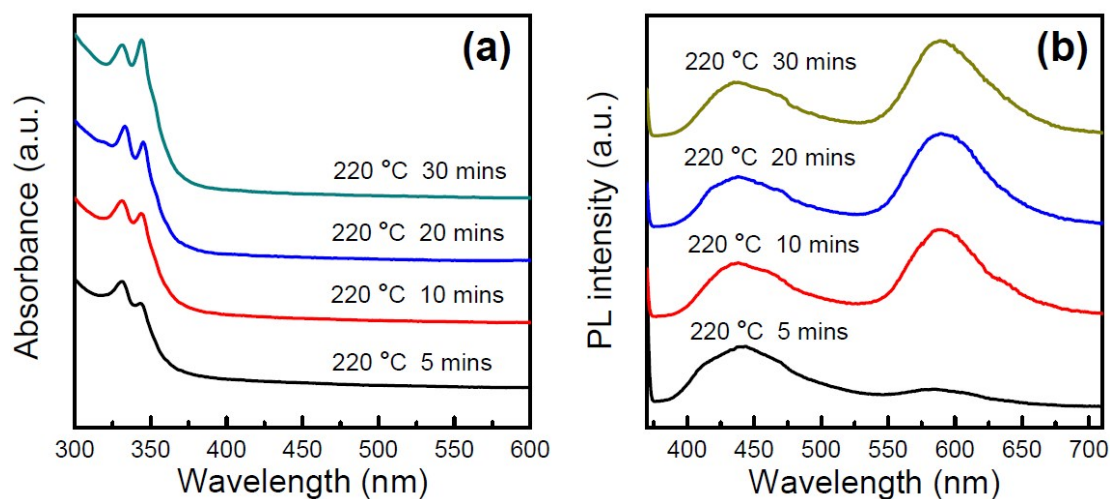 (a)
220 °C 30 mins
220 °C 20 mins
220 °C 10 mins
220 °C 5 mins
Absorbance (a.u.)
300 350 400 450 500 550 600
Wavelength (nm)
(b)
220 °C 30 mins
220 °C 20 mins
220 °C 10 mins
220 °C 5 mins
PL intensity (a.u.)
400 450 500 550 600 650 700
Wavelength (nm)